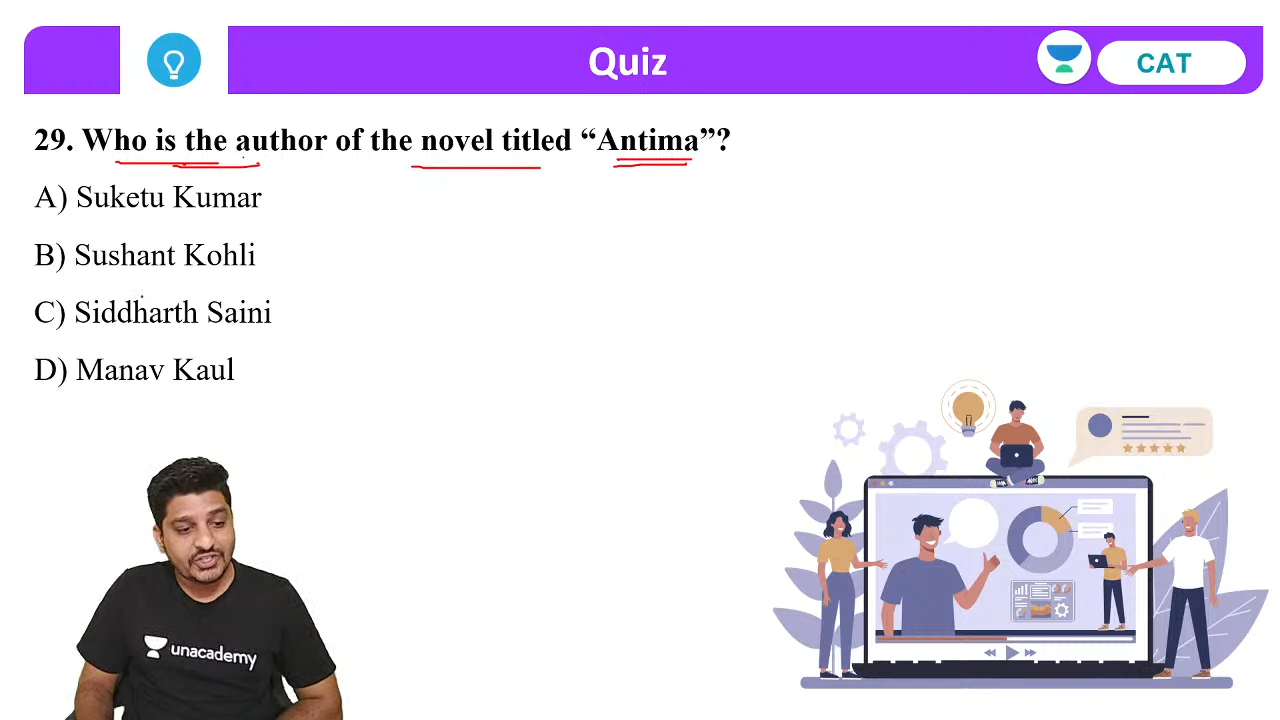 Quiz
CAT
29. Who is the author of the novel titled “Antima”?
A) Suketu Kumar
B) Sushant Kohli
C) Siddharth Saini
D) Manav Kaul
unacademy